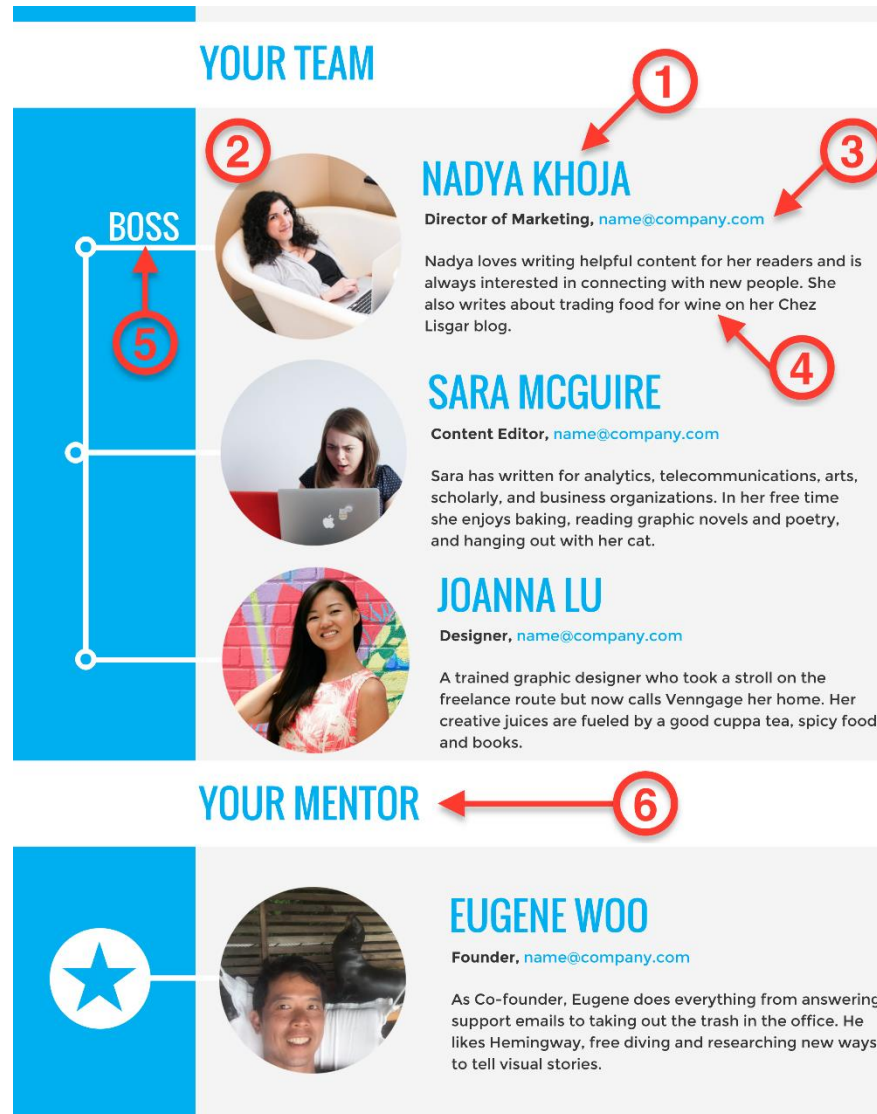 YOUR TEAM
1
2
NADYA KHOJA
3
Director of Marketing, name@company.com
BOSS
Nadya loves writing helpful content for her readers and is
always interested in connecting with new people. She
also writes about trading food for wine on her Chez
Lisgar blog.
5
4
SARA MCGUIRE
Content Editor, name@company.com
Sara has written for analytics, telecommunications, arts,
scholarly, and business organizations. In her free time
she enjoys baking, reading graphic novels and poetry,
and hanging out with her cat.
JOANNA LU
Designer, name@company.com
A trained graphic designer who took a stroll on the
freelance route but now calls Venngage her home. Her
creative juices are fueled by a good cuppa tea, spicy food
and books.
YOUR MENTOR
6
EUGENE WOO
Founder, name@company.com
As Co-founder, Eugene does everything from answering
support emails to taking out the trash in the office. He
likes Hemingway, free diving and researching new ways
to tell visual stories.